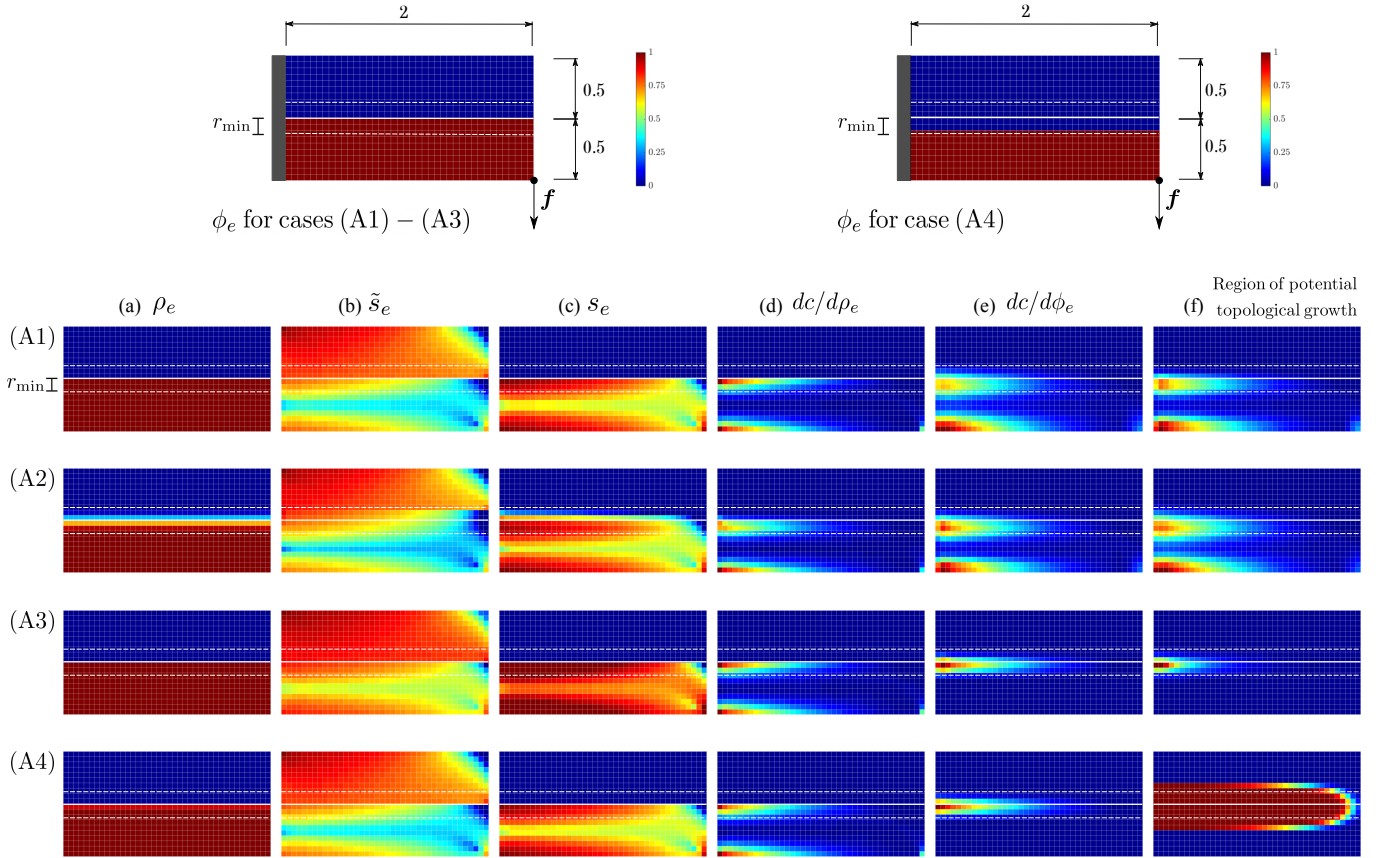 2
2
0.5
0.5
r_min
1
0.75
0.5
0.25
0
f
ϕ_e for cases (A1) − (A3)
0.5
0.5
r_min
1
0.75
0.5
0.25
0
f
ϕ_e for case (A4)
(a) ρ_e
(b) s̃_e
(c) s_e
(d) dc/dρ_e
(e) dc/dϕ_e
(f) Region of potential
topological growth
(A1)
r_min
(A2)
(A3)
(A4)